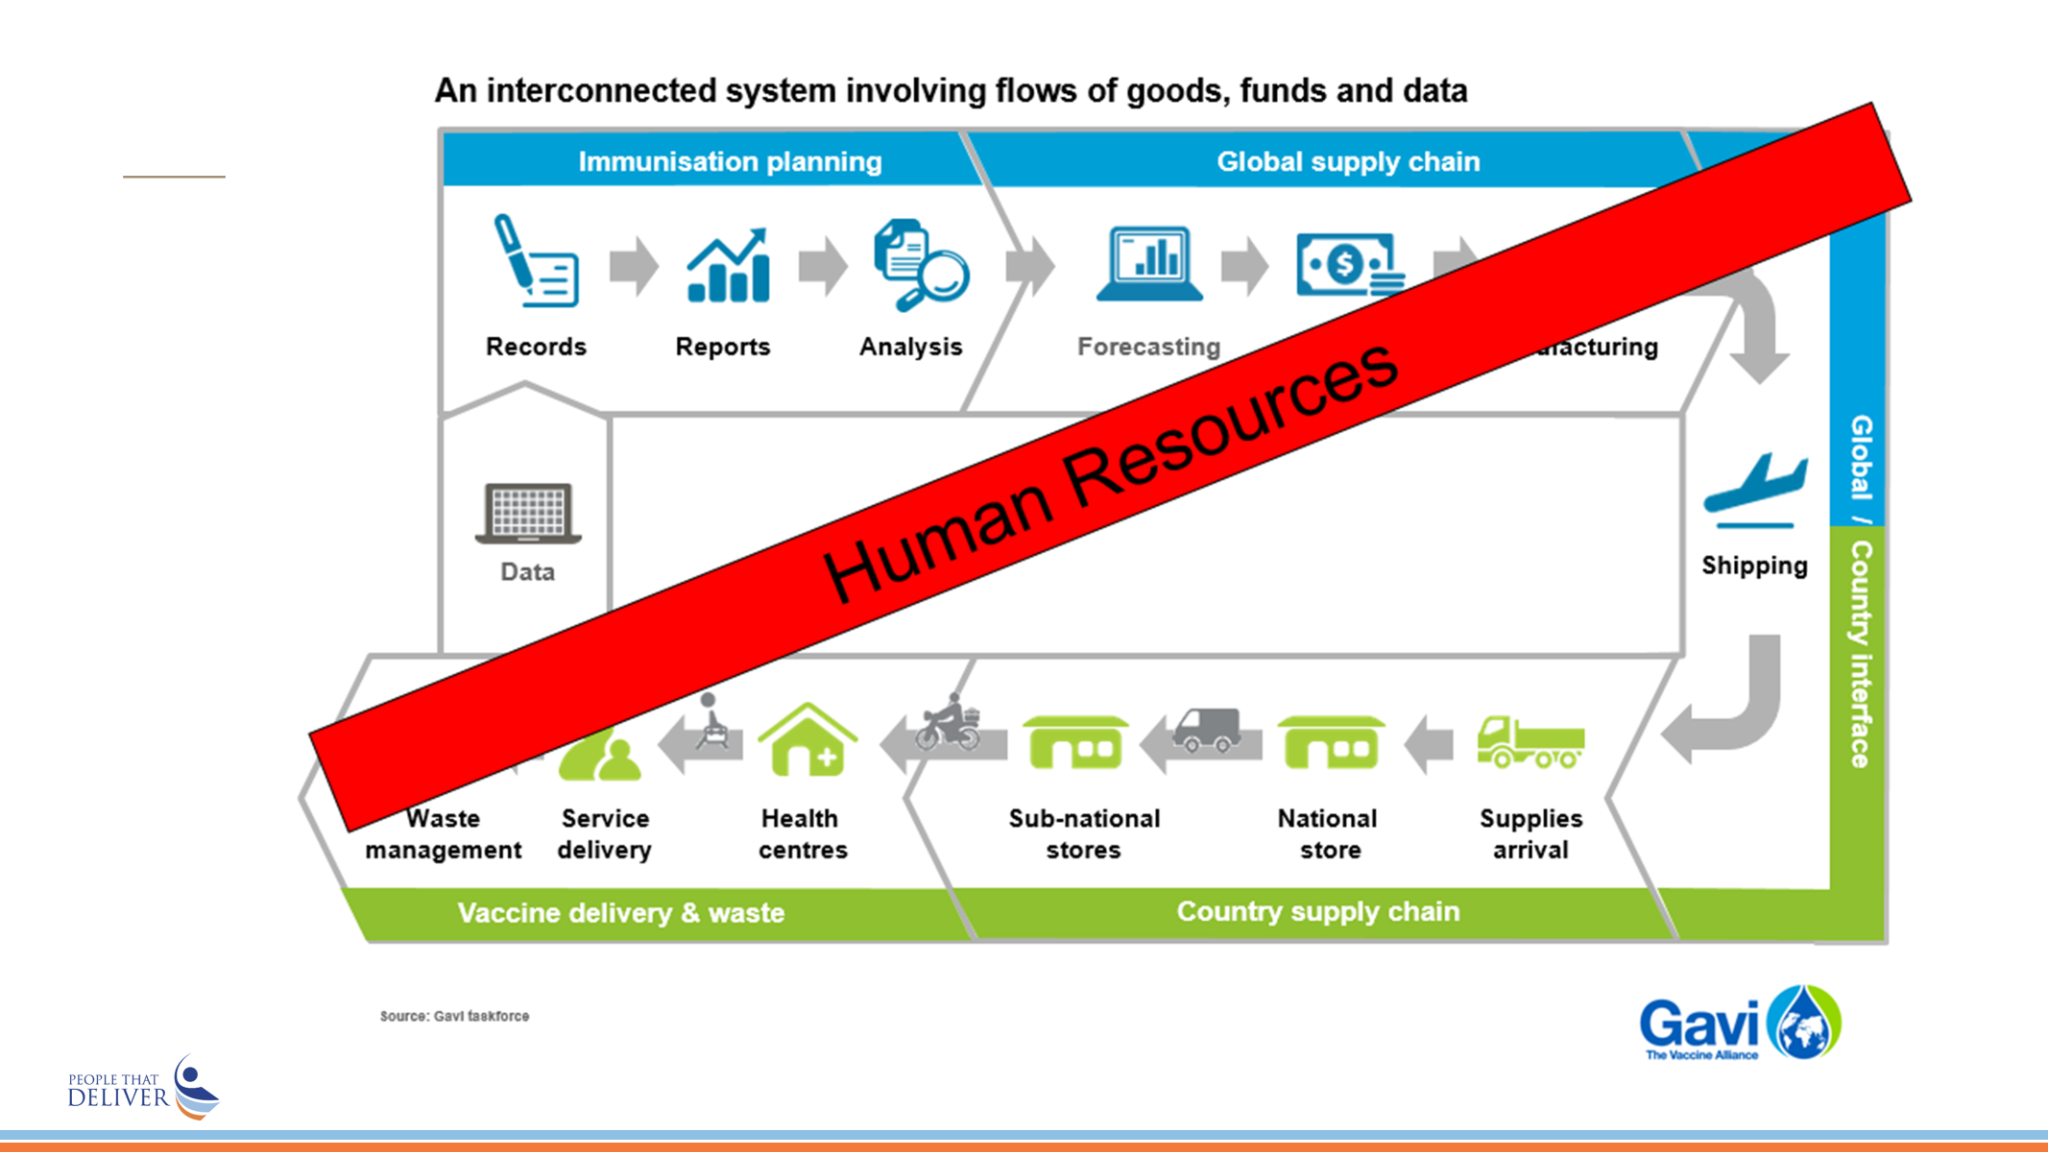 An interconnected system involving flows of goods, funds and data
Immunisation planning
Global supply chain
Records
Reports
Analysis
Forecasting
Human Resources
Data
Shipping
Global / Country interface
Waste
management
Service
delivery
Health
centres
Sub-national
stores
National
store
Supplies
arrival
Vaccine delivery & waste
Country supply chain
Source: Gavi taskforce
Gavi
The Vaccine Alliance
PEOPLE THAT
DELIVER